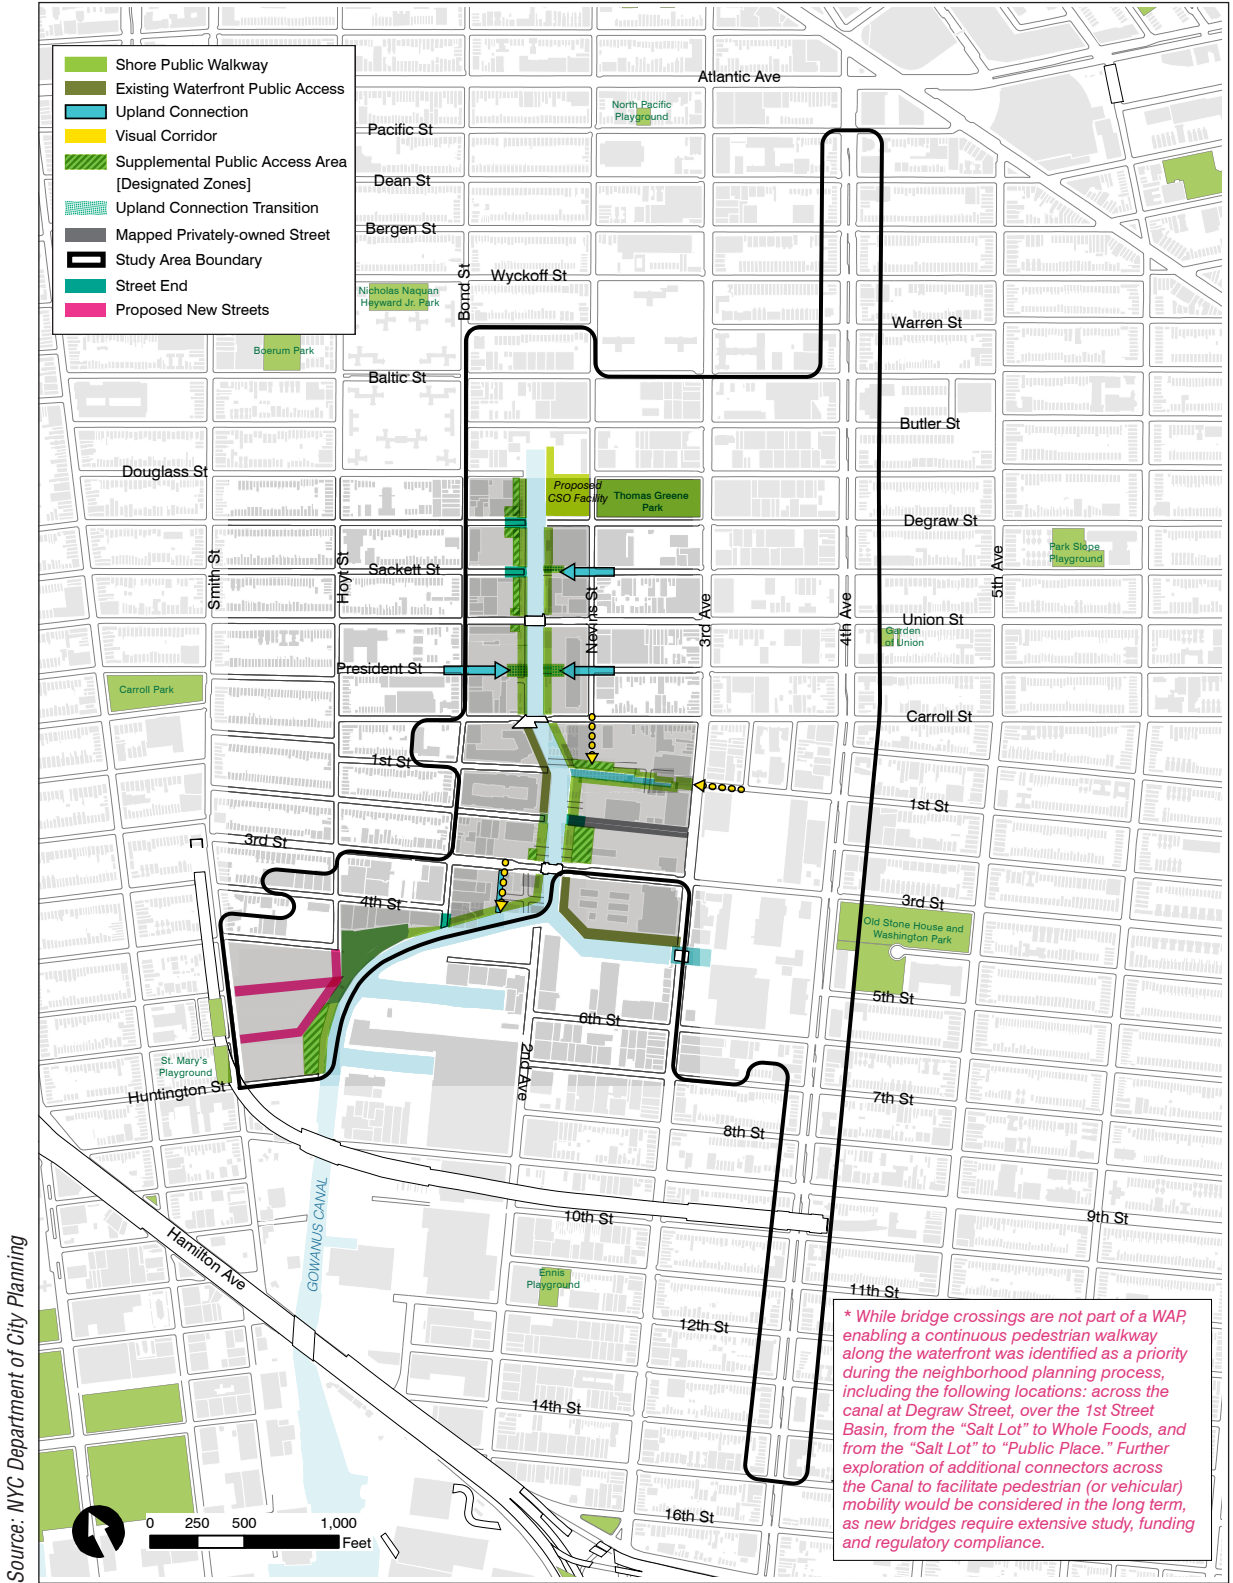 Shore Public Walkway
Existing Waterfront Public Access
Upland Connection
Visual Corridor
Supplemental Public Access Area
[Designated Zones]
Upland Connection Transition
Mapped Privately-owned Street
Study Area Boundary
Street End
Proposed New Streets
Atlantic Ave
North Pacific
Playground
Pacific St
Dean St
Bergen St
Wyckoff St
Bond St
Nicholas Naquan
Heyward Jr. Park
Warren St
Boerum Park
Baltic St
Butler St
Douglass St
Proposed
CSO Facility
Thomas Greene
Park
Degraw St
Park Slope
Playground
5th Ave
Smith St
Hoyt St
Sackett St
Nevins St
3rd Ave
4th Ave
Union St
Garden
of Union
President St
Carroll Park
Carroll St
1st St
1st St
3rd St
4th St
3rd St
Old Stone House and
Washington Park
5th St
6th St
2nd Ave
St. Mary's
Playground
Huntington St
7th St
8th St
GOWANUS CANAL
10th St
9th St
Hamilton Ave
Ennis
Playground
11th St
12th St
14th St
16th St
* While bridge crossings are not part of a WAP,
enabling a continuous pedestrian walkway
along the waterfront was identified as a priority
during the neighborhood planning process,
including the following locations: across the
canal at Degraw Street, over the 1st Street
Basin, from the “Salt Lot” to Whole Foods, and
from the “Salt Lot” to “Public Place.” Further
exploration of additional connectors across
the Canal to facilitate pedestrian (or vehicular)
mobility would be considered in the long term,
as new bridges require extensive study, funding
and regulatory compliance.
0 250 500 1,000
Feet
Source: NYC Department of City Planning